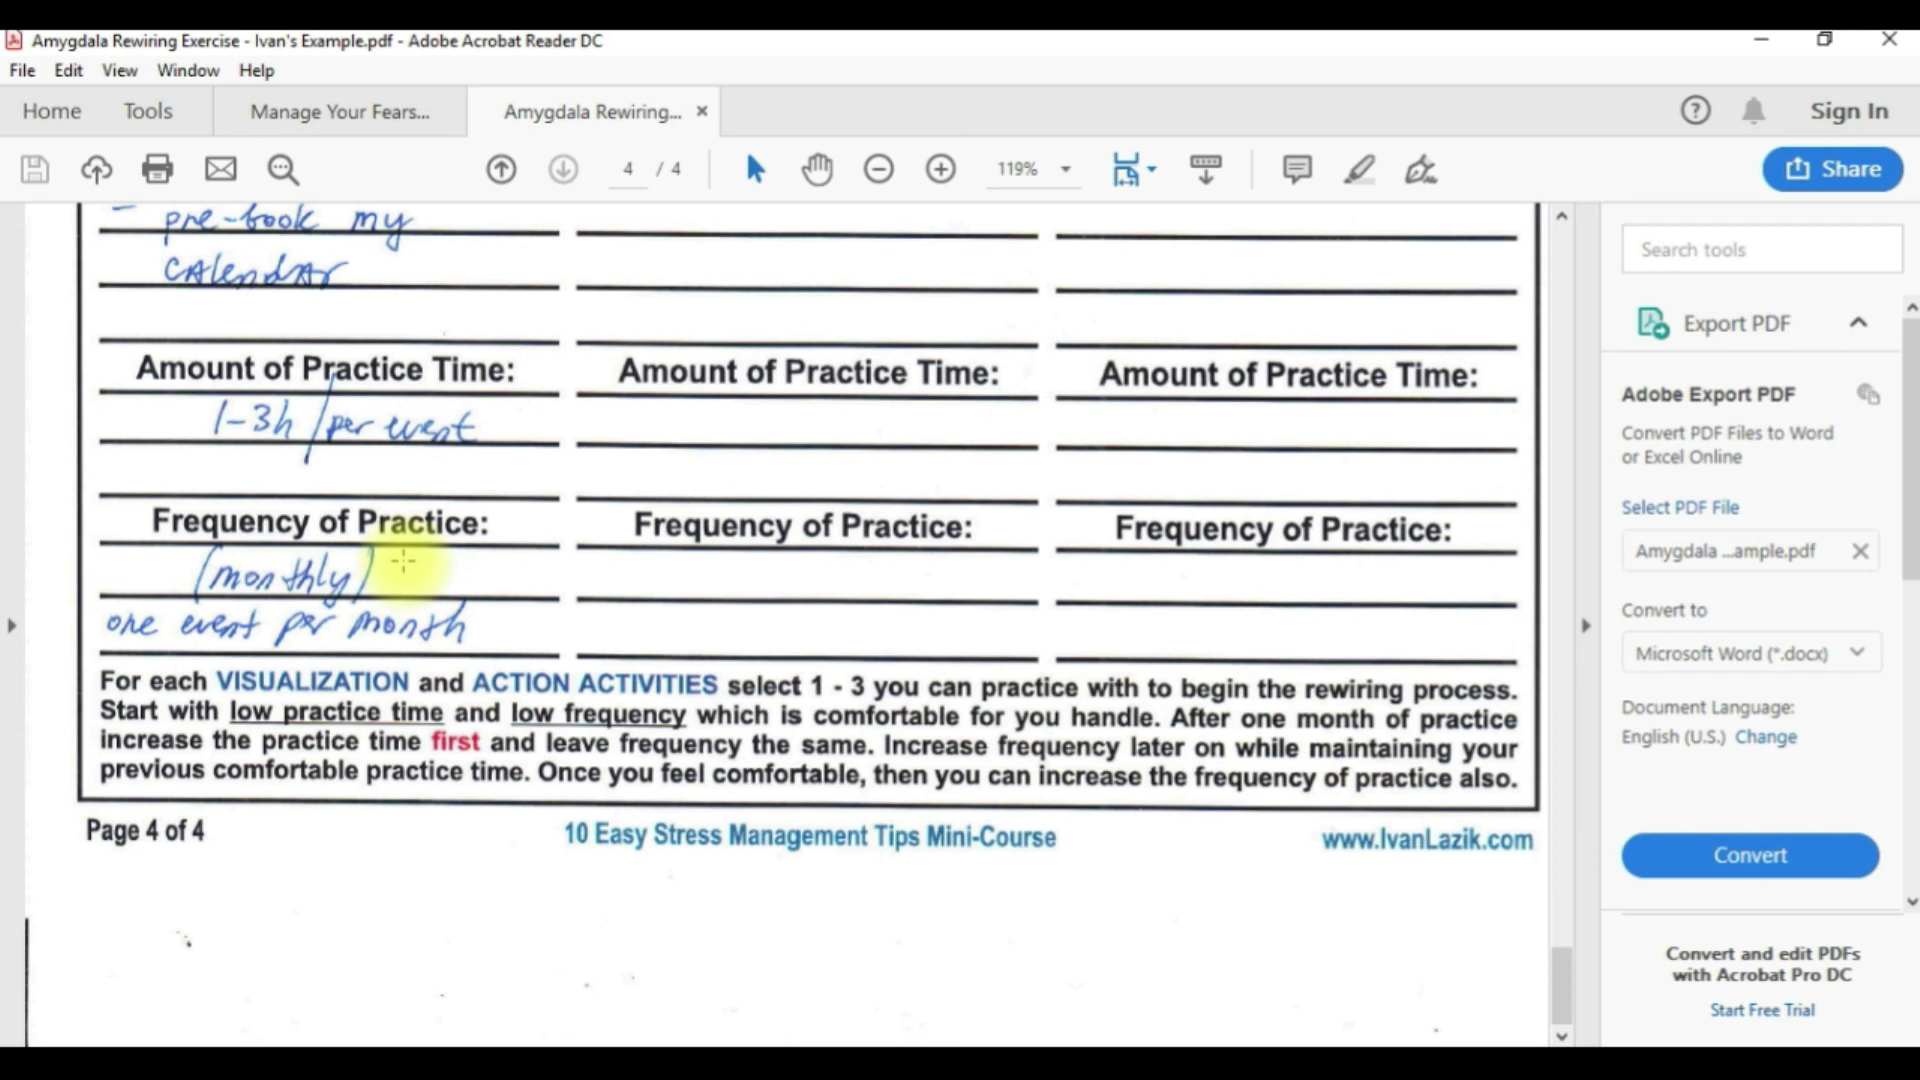 Amygdala Rewiring Exercise - Ivan's Example.pdf - Adobe Acrobat Reader DC
File Edit View Window Help
Home Tools Manage Your Fears... Amygdala Rewiring... Sign In
4 / 4 119% Share
- pre-book my
calendar
Amount of Practice Time: Amount of Practice Time: Amount of Practice Time:
1-3h / per event
Frequency of Practice: Frequency of Practice: Frequency of Practice:
(monthly)
one event per month
For each VISUALIZATION and ACTION ACTIVITIES select 1 - 3 you can practice with to begin the rewiring process.
Start with low practice time and low frequency which is comfortable for you handle. After one month of practice
increase the practice time first and leave frequency the same. Increase frequency later on while maintaining your
previous comfortable practice time. Once you feel comfortable, then you can increase the frequency of practice also.
Page 4 of 4 10 Easy Stress Management Tips Mini-Course www.IvanLazik.com
Search tools
Export PDF
Adobe Export PDF
Convert PDF Files to Word
or Excel Online
Select PDF File
Amygdala ...ample.pdf
Convert to
Microsoft Word (*.docx)
Document Language:
English (U.S.) Change
Convert
Convert and edit PDFs
with Acrobat Pro DC
Start Free Trial